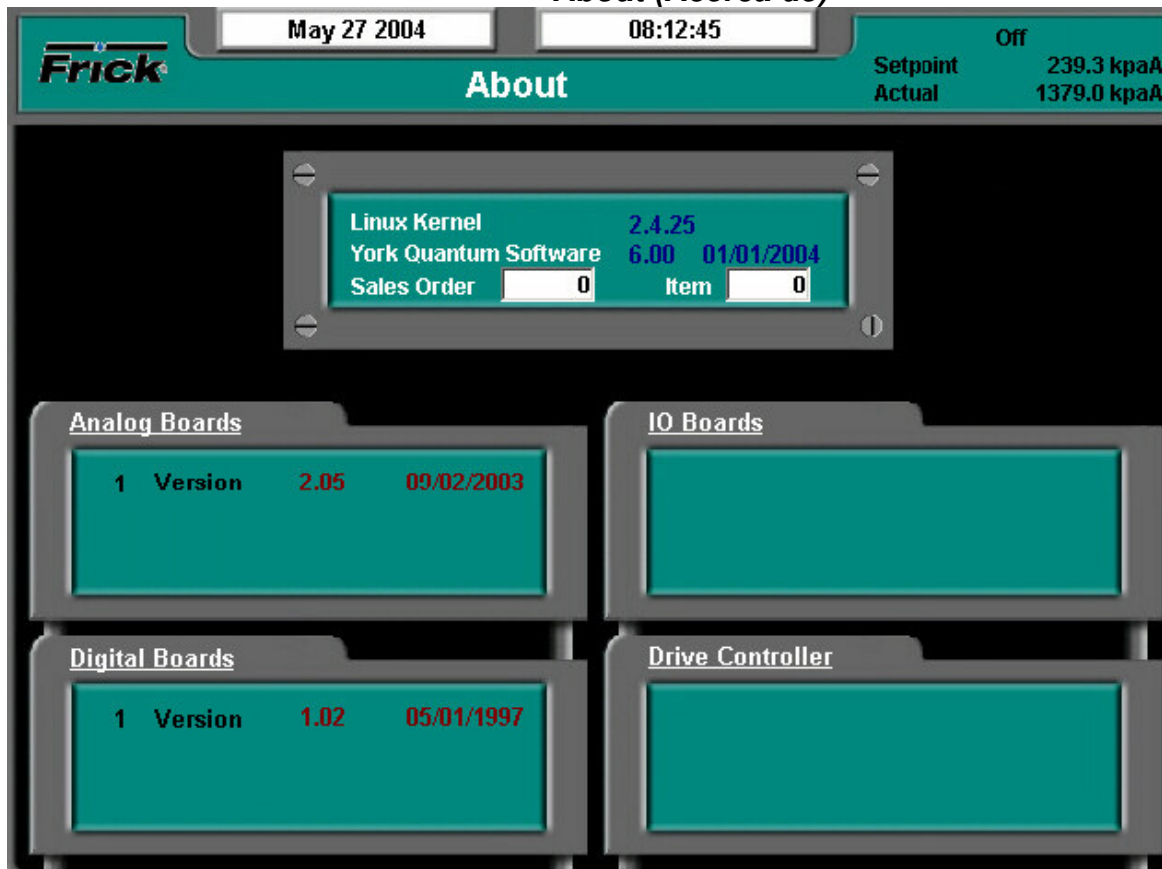 About (Acerca de)
May 27 2004 08:12:45
Off
Frick
About
Setpoint 239.3 kpaA
Actual 1379.0 kpaA
Linux Kernel 2.4.25
York Quantum Software 6.00 01/01/2004
Sales Order 0 Item 0
Analog Boards
1 Version 2.05 09/02/2003
IO Boards
Digital Boards
1 Version 1.02 05/01/1997
Drive Controller